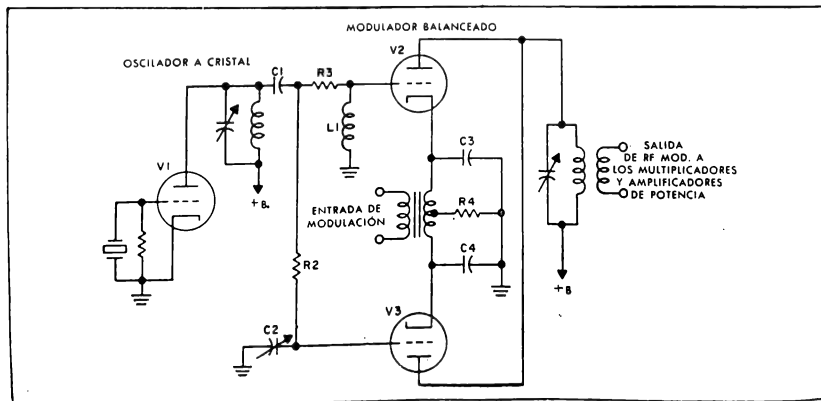 MODULADOR BALANCEADO
V2
OSCILADOR A CRISTAL
C1
R3
L1
C3
V1
+B.
ENTRADA DE
MODULACIÓN
R4
SALIDA
DE RF MOD. A
LOS MULTIPLICADORES
Y AMPLIFICADORES
DE POTENCIA
R2
C4
+B
V3
C2